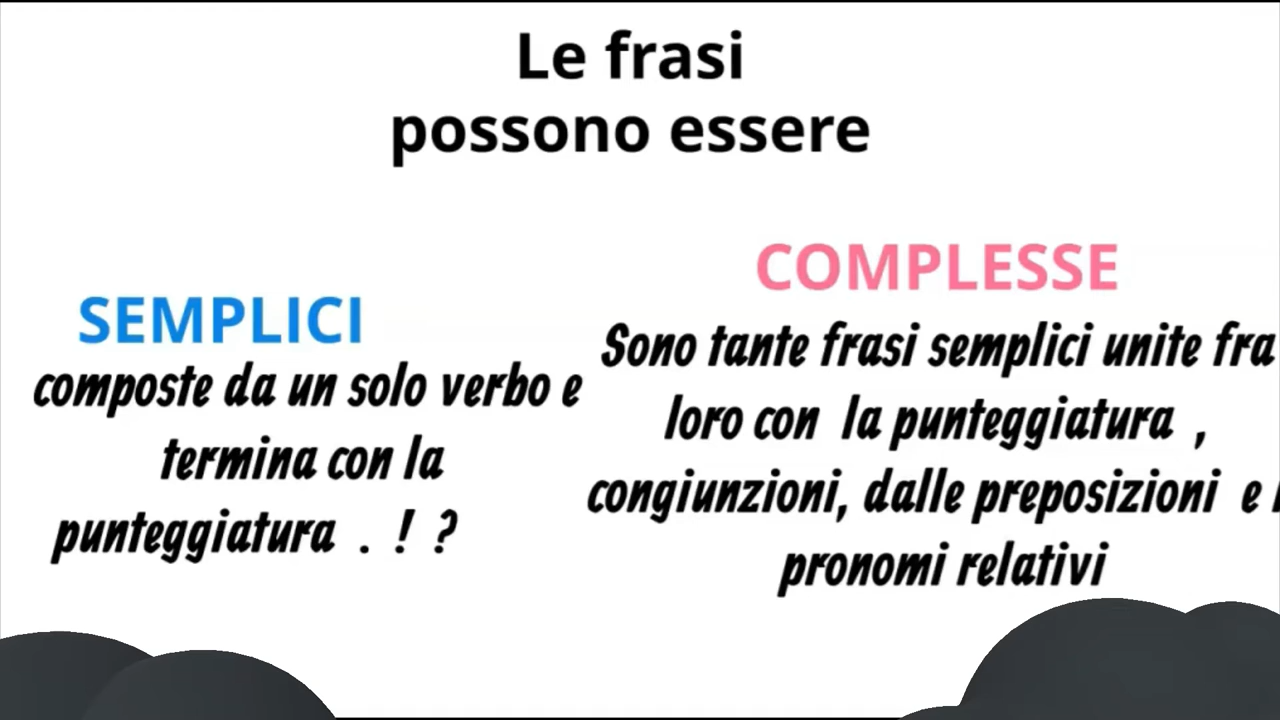 Le frasi
possono essere
SEMPLICI
composte da un solo verbo e
termina con la
punteggiatura . ! ?
COMPLESSE
Sono tante frasi semplici unite fra
loro con la punteggiatura ,
congiunzioni, dalle preposizioni e
pronomi relativi